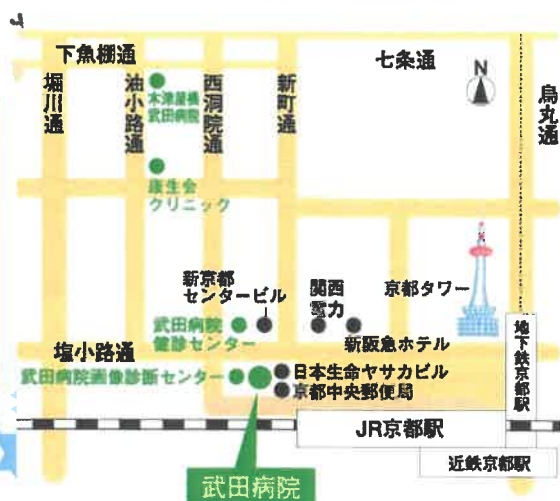 下魚棚通
七条通
N
堀川通
油小路通
西洞院通
新町通
烏丸通
木津屋橋
武田病院
康生会
クリニック
新京都
センタービル
関西
電力
京都タワー
武田病院
健診センター
新阪急ホテル
地下鉄京都駅
塩小路通
武田病院画像診断センター
日本生命ヤサカビル
京都中央郵便局
JR京都駅
近鉄京都駅
武田病院